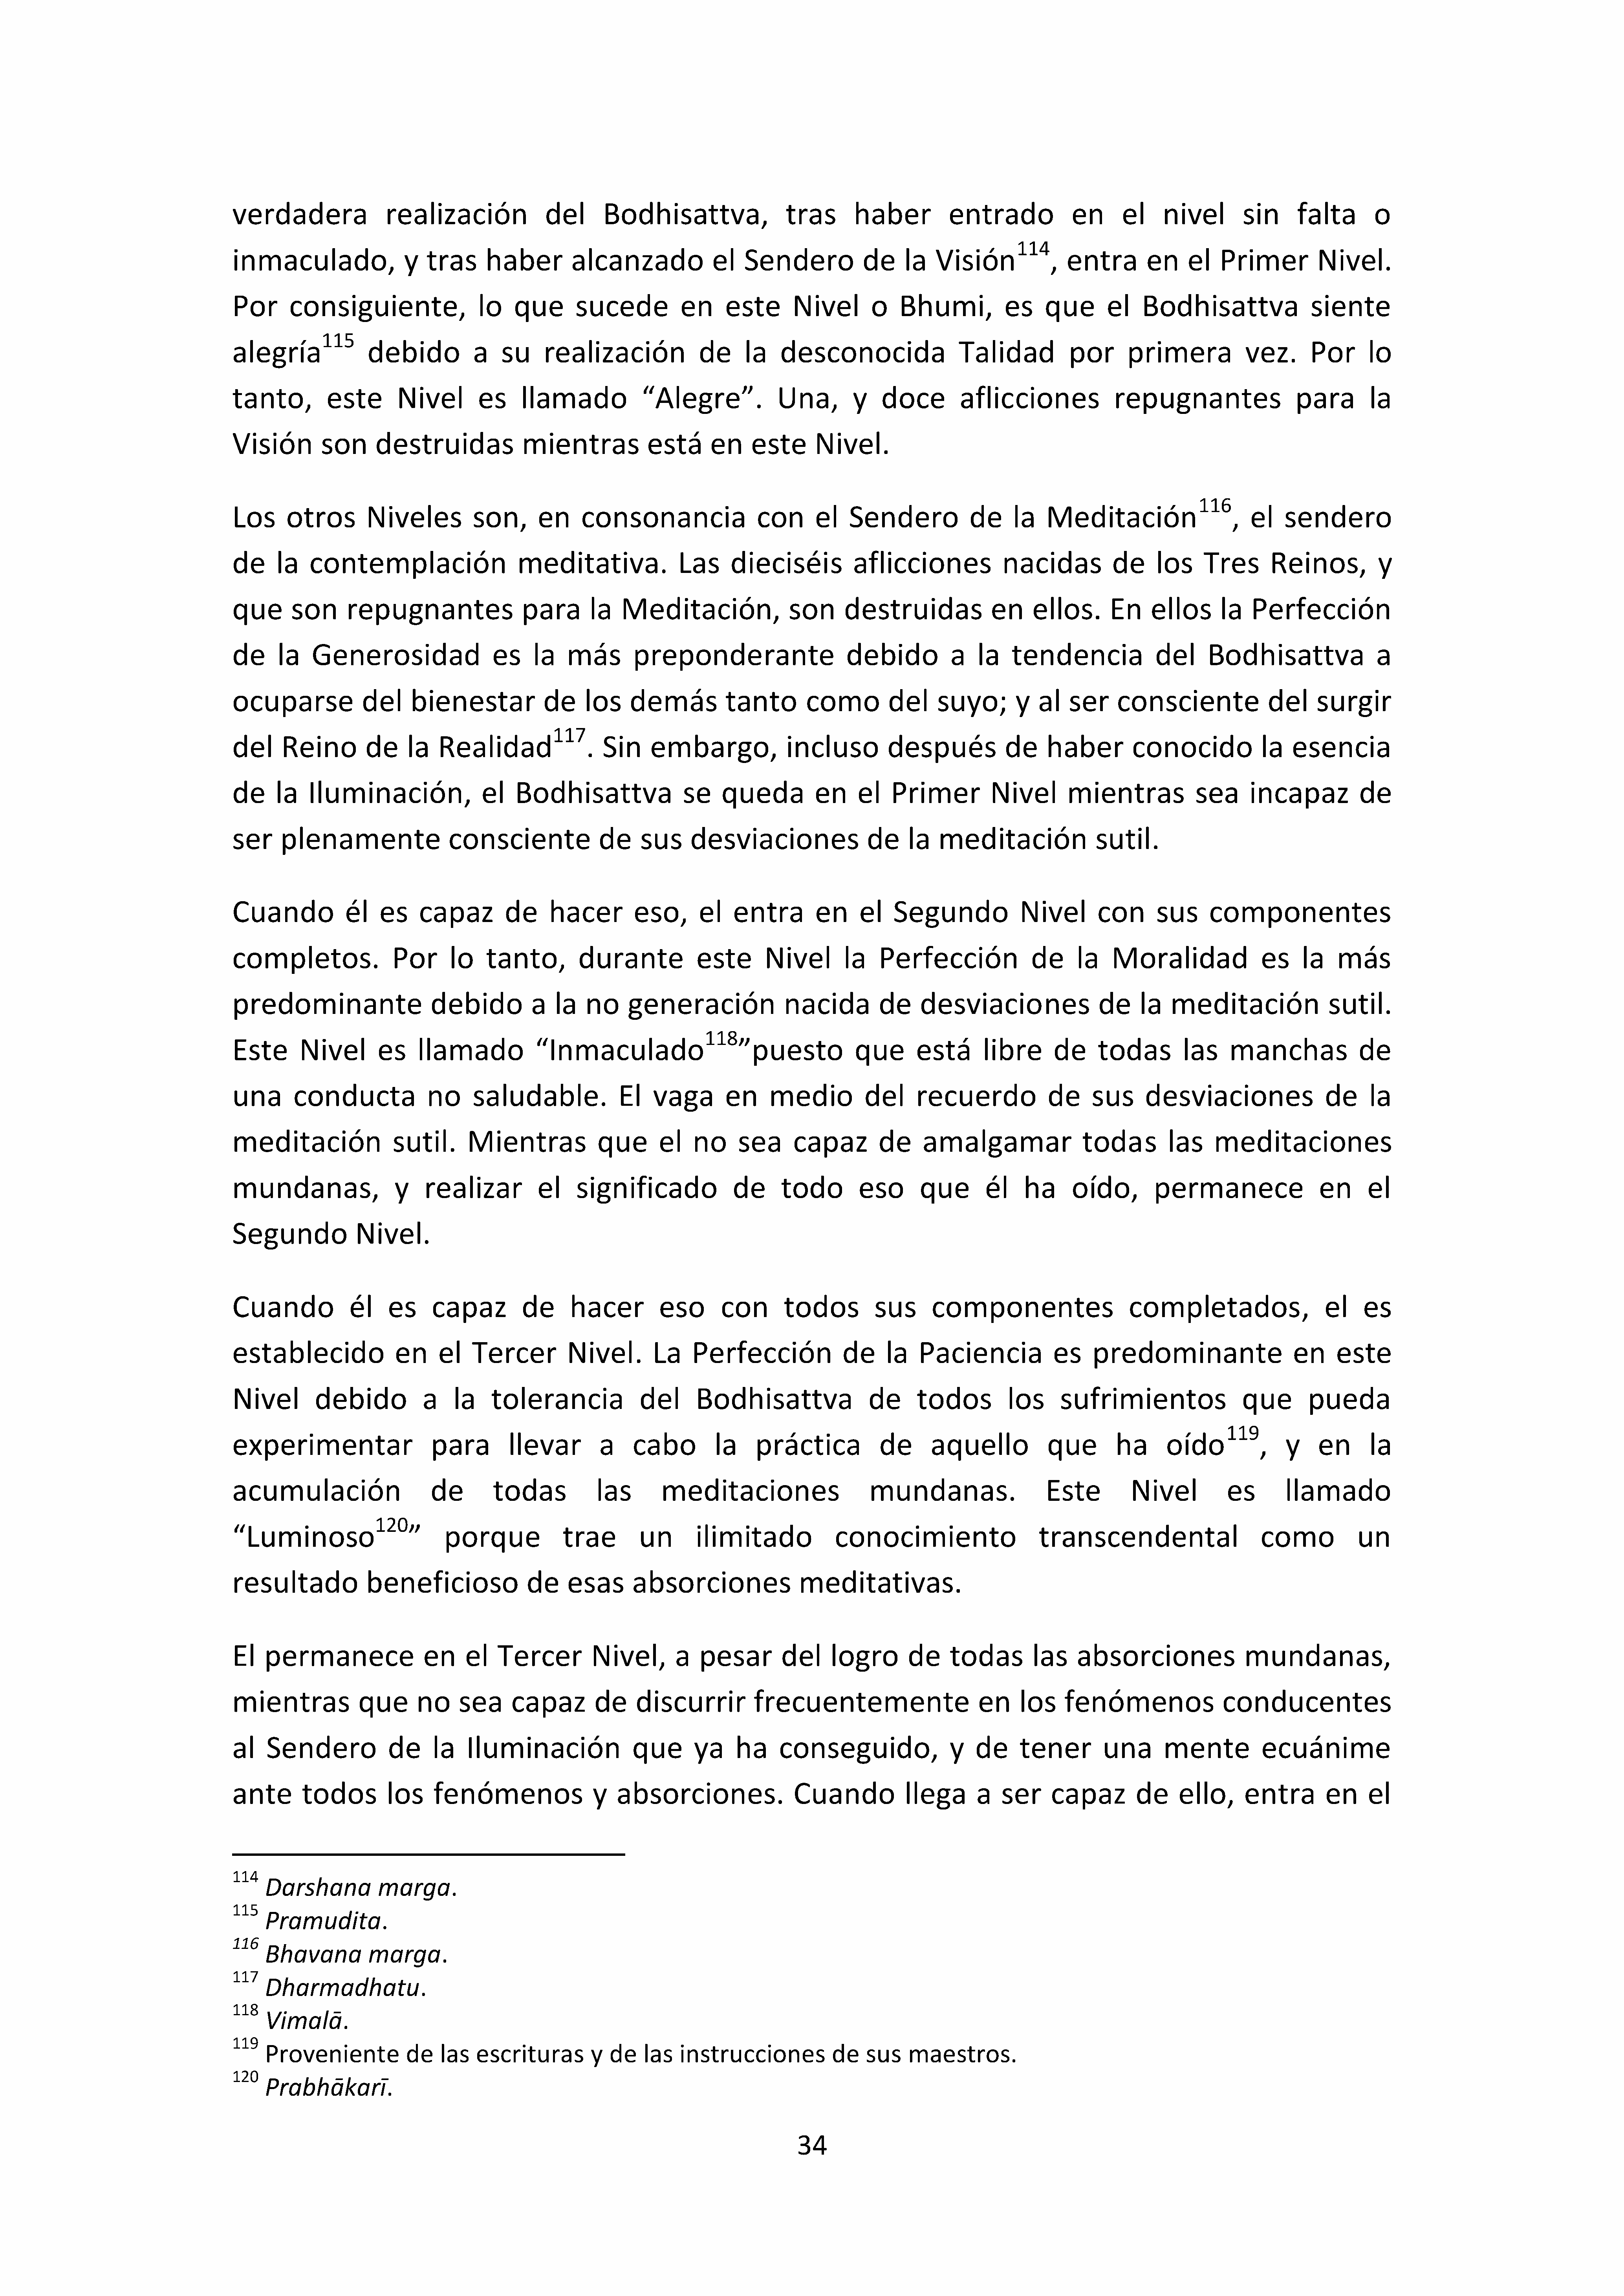 verdadera realización del Bodhisattva, tras haber entrado en el nivel sin falta o
inmaculado, y tras haber alcanzado el Sendero de la Visión114, entra en el Primer Nivel.
Por consiguiente, lo que sucede en este Nivel o Bhumi, es que el Bodhisattva siente
alegría115 debido a su realización de la desconocida Talidad por primera vez. Por lo
tanto, este Nivel es llamado “Alegre”. Una, y doce aflicciones repugnantes para la
Visión son destruidas mientras está en este Nivel.
Los otros Niveles son, en consonancia con el Sendero de la Meditación116, el sendero
de la contemplación meditativa. Las dieciséis aflicciones nacidas de los Tres Reinos, y
que son repugnantes para la Meditación, son destruidas en ellos. En ellos la Perfección
de la Generosidad es la más preponderante debido a la tendencia del Bodhisattva a
ocuparse del bienestar de los demás tanto como del suyo; y al ser consciente del surgir
del Reino de la Realidad117. Sin embargo, incluso después de haber conocido la esencia
de la Iluminación, el Bodhisattva se queda en el Primer Nivel mientras sea incapaz de
ser plenamente consciente de sus desviaciones de la meditación sutil.
Cuando él es capaz de hacer eso, el entra en el Segundo Nivel con sus componentes
completos. Por lo tanto, durante este Nivel la Perfección de la Moralidad es la más
predominante debido a la no generación nacida de desviaciones de la meditación sutil.
Este Nivel es llamado “Inmaculado118”puesto que está libre de todas las manchas de
una conducta no saludable. El vaga en medio del recuerdo de sus desviaciones de la
meditación sutil. Mientras que el no sea capaz de amalgamar todas las meditaciones
mundanas, y realizar el significado de todo eso que él ha oído, permanece en el
Segundo Nivel.
Cuando él es capaz de hacer eso con todos sus componentes completados, el es
establecido en el Tercer Nivel. La Perfección de la Paciencia es predominante en este
Nivel debido a la tolerancia del Bodhisattva de todos los sufrimientos que pueda
experimentar para llevar a cabo la práctica de aquello que ha oído119, y en la
acumulación de todas las meditaciones mundanas. Este Nivel es llamado
“Luminoso120” porque trae un ilimitado conocimiento transcendental como un
resultado beneficioso de esas absorciones meditativas.
El permanece en el Tercer Nivel, a pesar del logro de todas las absorciones mundanas,
mientras que no sea capaz de discurrir frecuentemente en los fenómenos conducentes
al Sendero de la Iluminación que ya ha conseguido, y de tener una mente ecuánime
ante todos los fenómenos y absorciones. Cuando llega a ser capaz de ello, entra en el
114 Darshana marga.
115 Pramudita.
116 Bhavana marga.
117 Dharmadhatu.
118 Vimalā.
119 Proveniente de las escrituras y de las instrucciones de sus maestros.
120 Prabhākarī.
34